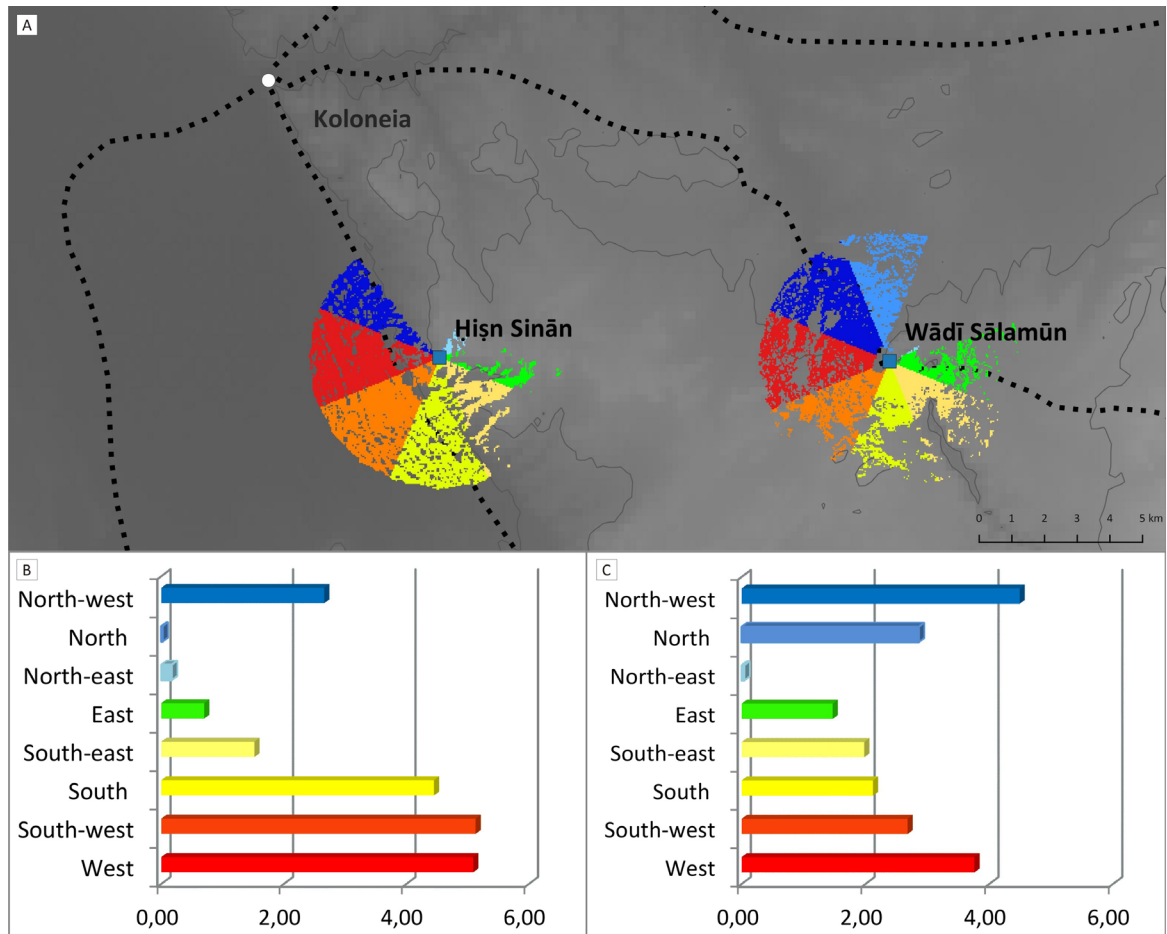 A
Koloneia
Ḥiṣn Sinān
Wādī Sālamūn
0 1 2 3 4 5 km
B
North-west
North
North-east
East
South-east
South
South-west
West
0,00 2,00 4,00 6,00
C
North-west
North
North-east
East
South-east
South
South-west
West
0,00 2,00 4,00 6,00